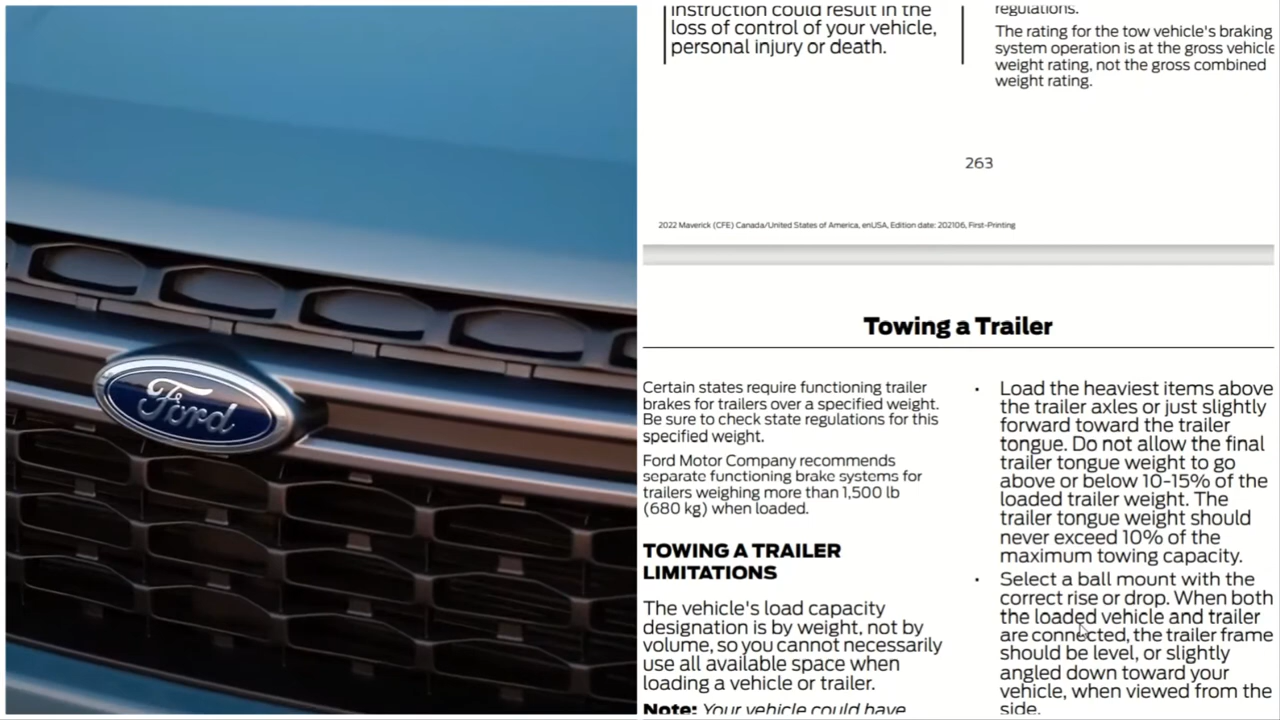 Ford
instruction could result in the
loss of control of your vehicle,
personal injury or death.
regulations.
The rating for the tow vehicle's braking
system operation is at the gross vehicle
weight rating, not the gross combined
weight rating.
263
2022 Maverick (CFE) Canada/United States of America, enUSA, Edition date: 202106, First-Printing
Towing a Trailer
Certain states require functioning trailer
brakes for trailers over a specified weight.
Be sure to check state regulations for this
specified weight.
Ford Motor Company recommends
separate functioning brake systems for
trailers weighing more than 1,500 lb
(680 kg) when loaded.
TOWING A TRAILER
LIMITATIONS
The vehicle's load capacity
designation is by weight, not by
volume, so you cannot necessarily
use all available space when
loading a vehicle or trailer.
Note: Your vehicle could have
• Load the heaviest items above
the trailer axles or just slightly
forward toward the trailer
tongue. Do not allow the final
trailer tongue weight to go
above or below 10-15% of the
loaded trailer weight. The
trailer tongue weight should
never exceed 10% of the
maximum towing capacity.
• Select a ball mount with the
correct rise or drop. When both
the loaded vehicle and trailer
are connected, the trailer frame
should be level, or slightly
angled down toward your
vehicle, when viewed from the
side.